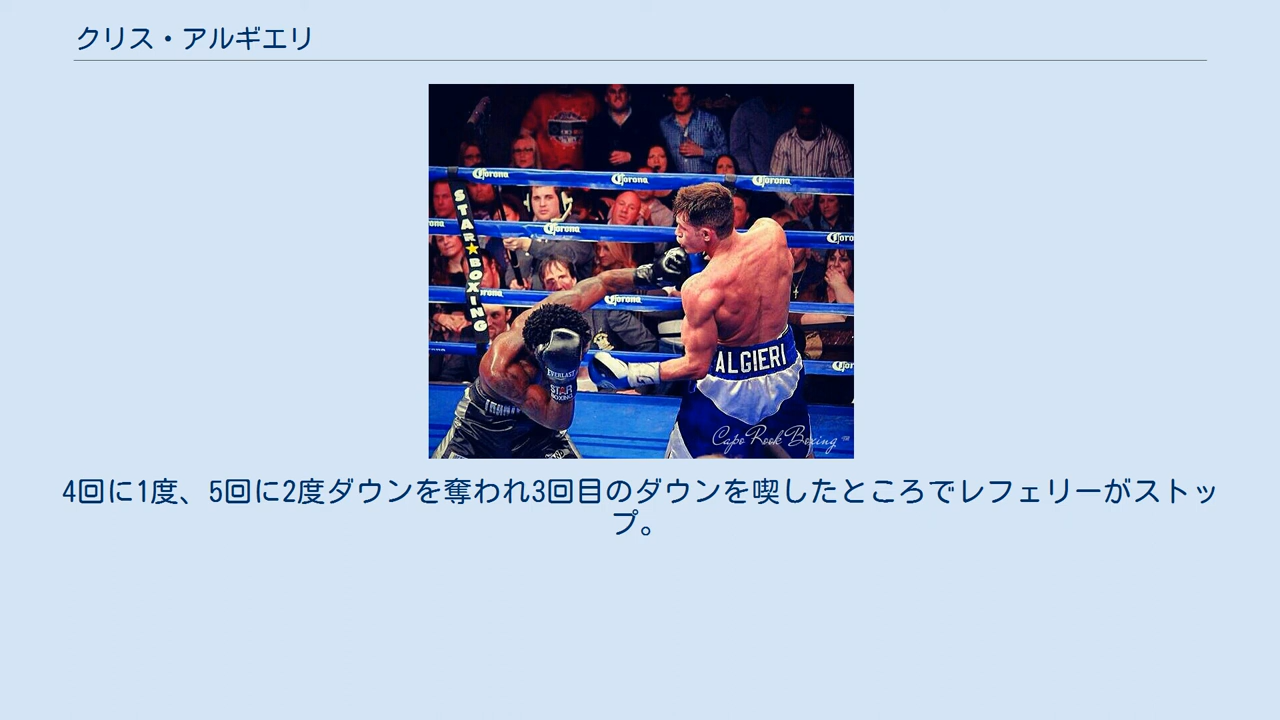 クリス・アルギエリ
Corona
Corona
Corona
STAR★BOXING
Corona
Corona
ALGIERI
EVERLAST
STAR
BOXING
Capo Rook Boxing
4回に1度、5回に2度ダウンを奪われ3回目のダウンを喫したところでレフェリーがストッ
プ。